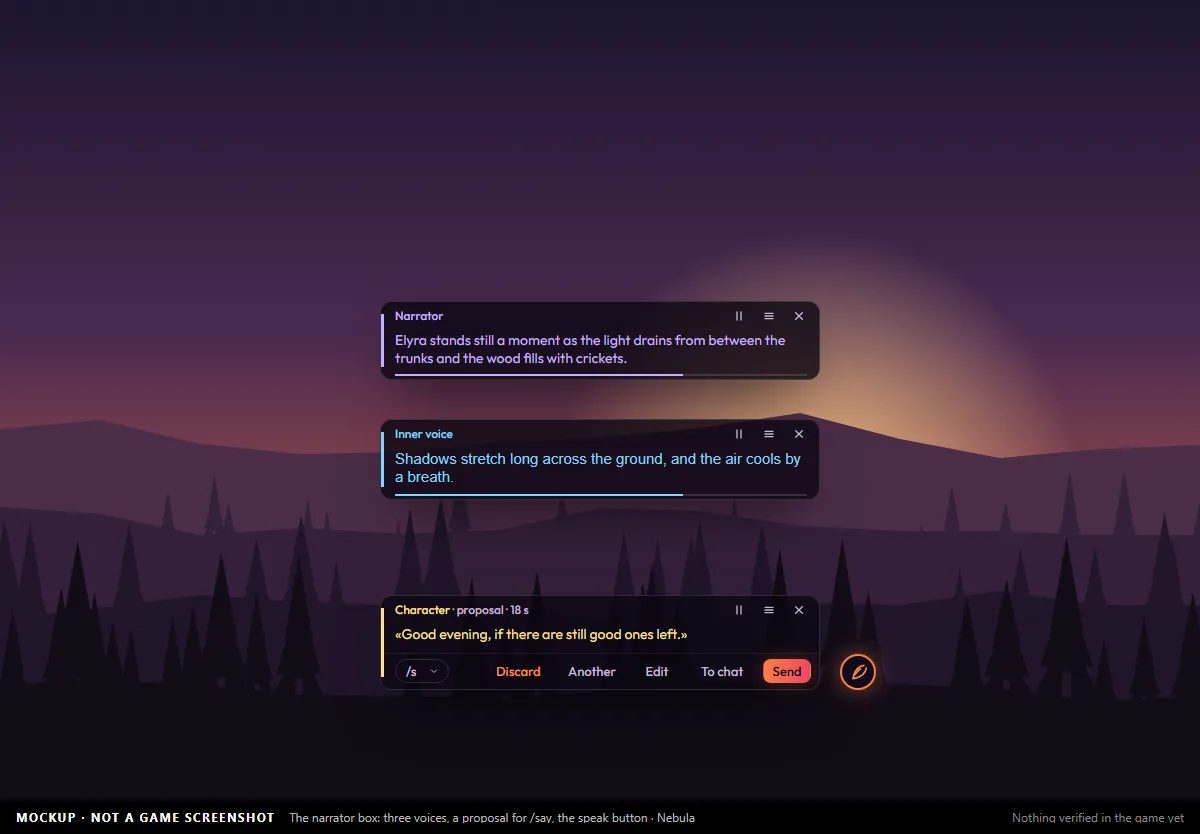 Narrator
Elyra stands still a moment as the light drains from between the
trunks and the wood fills with crickets.
Inner voice
Shadows stretch long across the ground, and the air cools by
a breath.
Character · proposal · 18 s
«Good evening, if there are still good ones left.»
/s Discard Another Edit To chat Send
MOCKUP · NOT A GAME SCREENSHOT The narrator box: three voices, a proposal for /say, the speak button · Nebula Nothing verified in the game yet